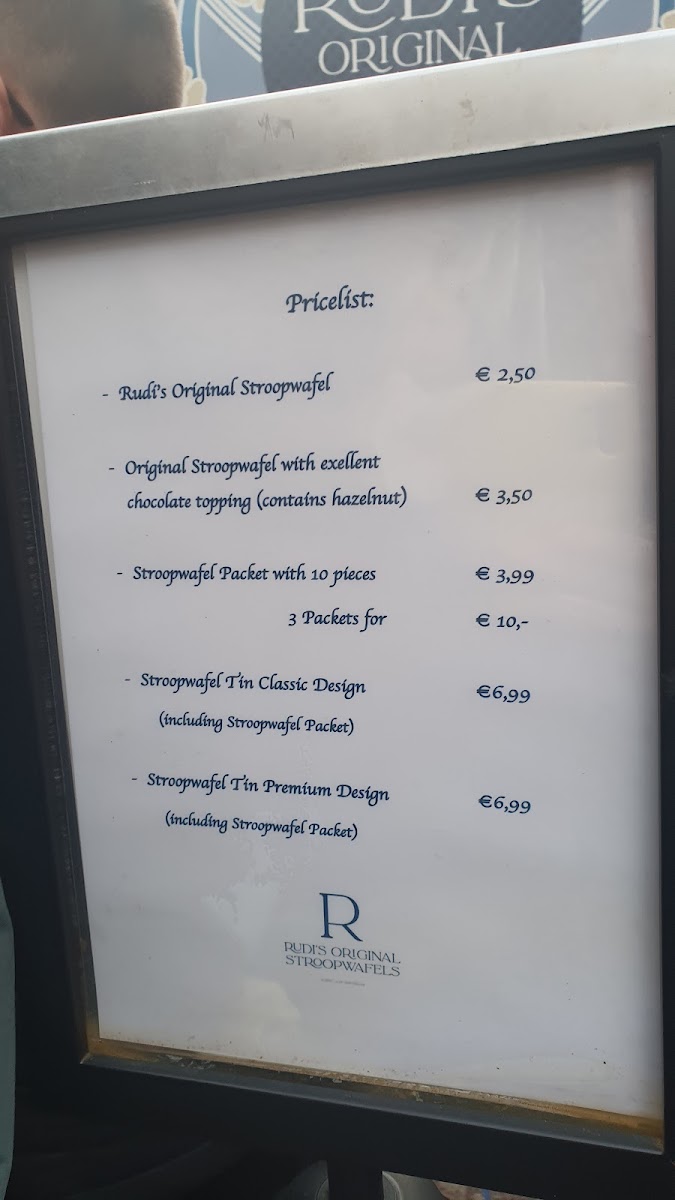 RUDI'S
ORIGINAL
Pricelist:
- Rudi's Original Stroopwafel € 2,50
- Original Stroopwafel with exellent
chocolate topping (contains hazelnut) € 3,50
- Stroopwafel Packet with 10 pieces € 3,99
3 Packets for € 10,-
- Stroopwafel Tin Classic Design €6,99
(including Stroopwafel Packet)
- Stroopwafel Tin Premium Design €6,99
(including Stroopwafel Packet)
R
RUDI'S ORIGINAL
STROOPWAFELS